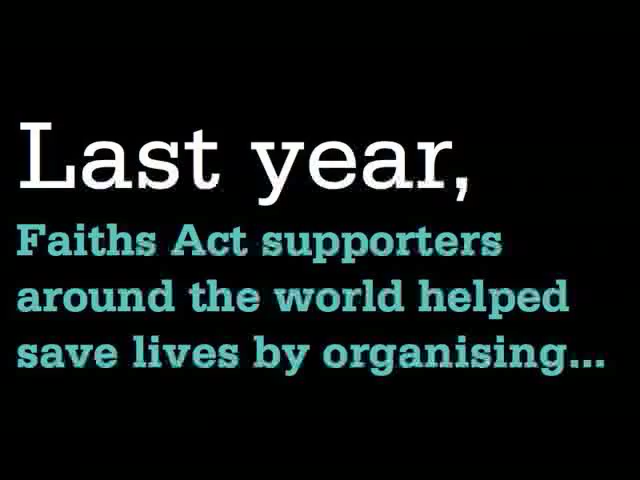 Last year,
Faiths Act supporters
around the world helped
save lives by organising...